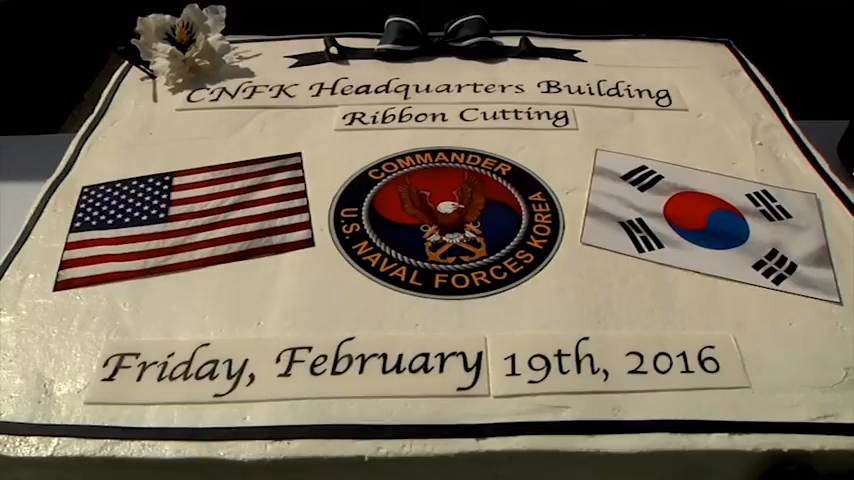 CNFK Headquarters Building
Ribbon Cutting
COMMANDER
U.S. NAVAL FORCES KOREA
Friday, February 19th, 2016